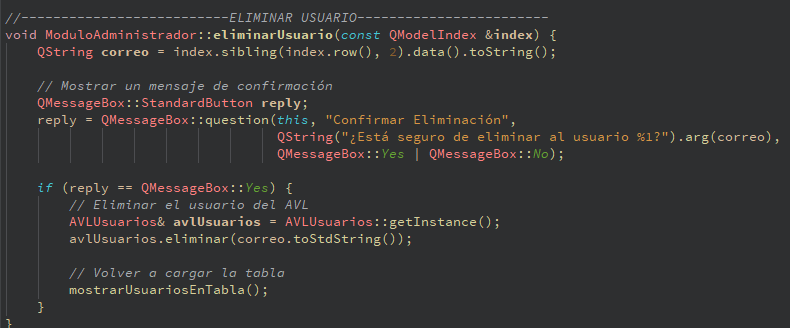 //--------------------------ELIMINAR USUARIO------------------------
void ModuloAdministrador::eliminarUsuario(const QModelIndex &index) {
    QString correo = index.sibling(index.row(), 2).data().toString();

    // Mostrar un mensaje de confirmación
    QMessageBox::StandardButton reply;
    reply = QMessageBox::question(this, "Confirmar Eliminación",
                                  QString("¿Está seguro de eliminar al usuario %1?").arg(correo),
                                  QMessageBox::Yes | QMessageBox::No);

    if (reply == QMessageBox::Yes) {
        // Eliminar el usuario del AVL
        AVLUsuarios& avlUsuarios = AVLUsuarios::getInstance();
        avlUsuarios.eliminar(correo.toStdString());

        // Volver a cargar la tabla
        mostrarUsuariosEnTabla();
    }
}